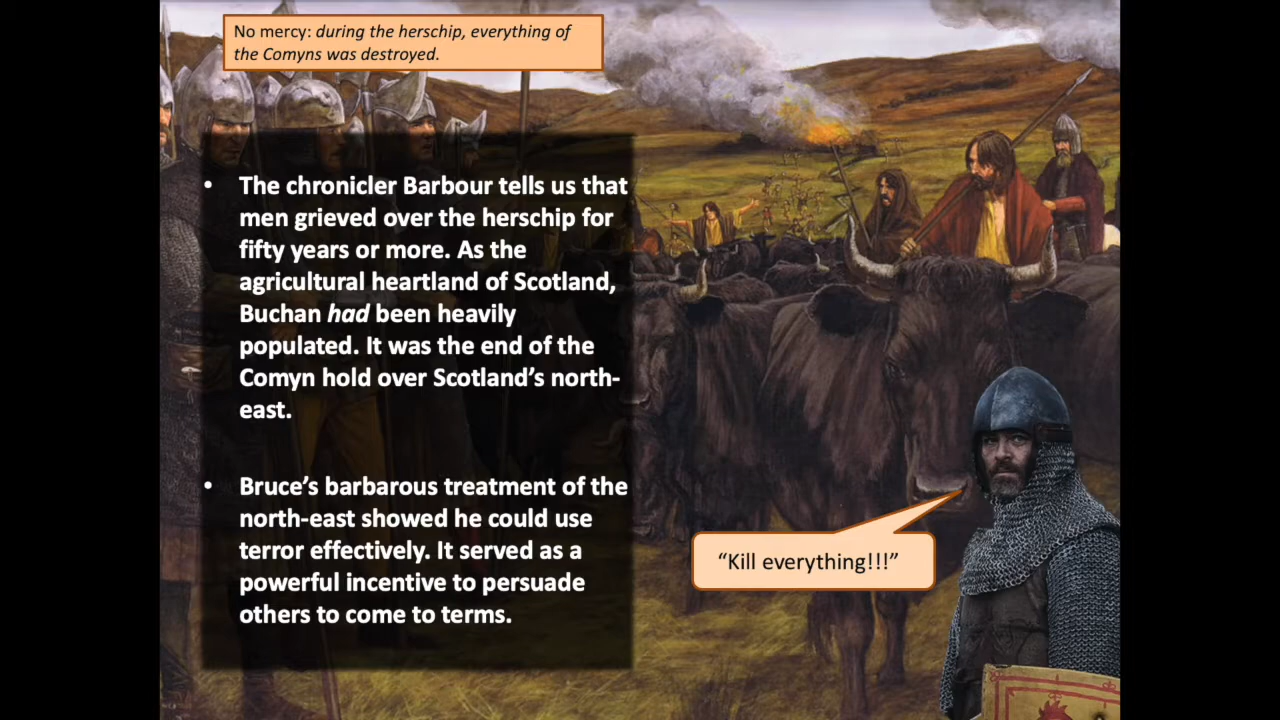 No mercy: during the herschip, everything of
the Comyns was destroyed.
• The chronicler Barbour tells us that
men grieved over the herschip for
fifty years or more. As the
agricultural heartland of Scotland,
Buchan had been heavily
populated. It was the end of the
Comyn hold over Scotland’s north-
east.
• Bruce’s barbarous treatment of the
north-east showed he could use
terror effectively. It served as a
powerful incentive to persuade
others to come to terms.
“Kill everything!!!”